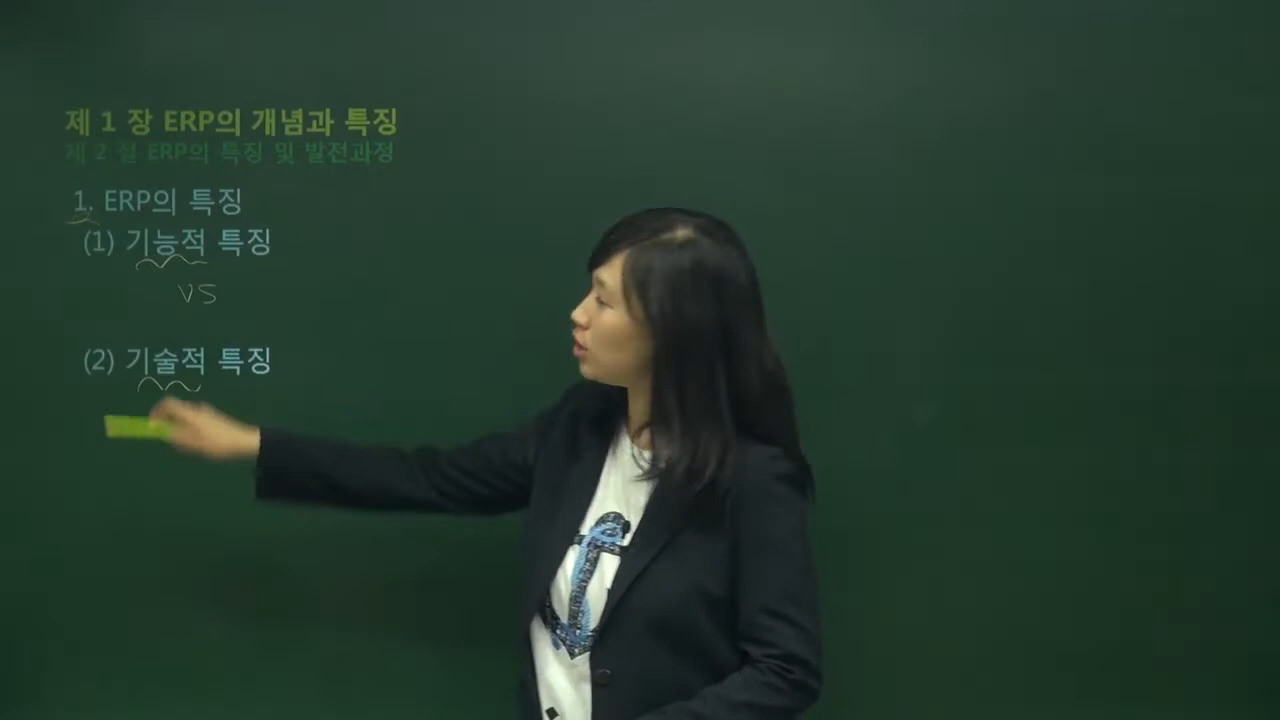 제 1 장 ERP의 개념과 특징
제 2 절 ERP의 특징 및 발전과정
1. ERP의 특징
(1) 기능적 특징
VS
(2) 기술적 특징